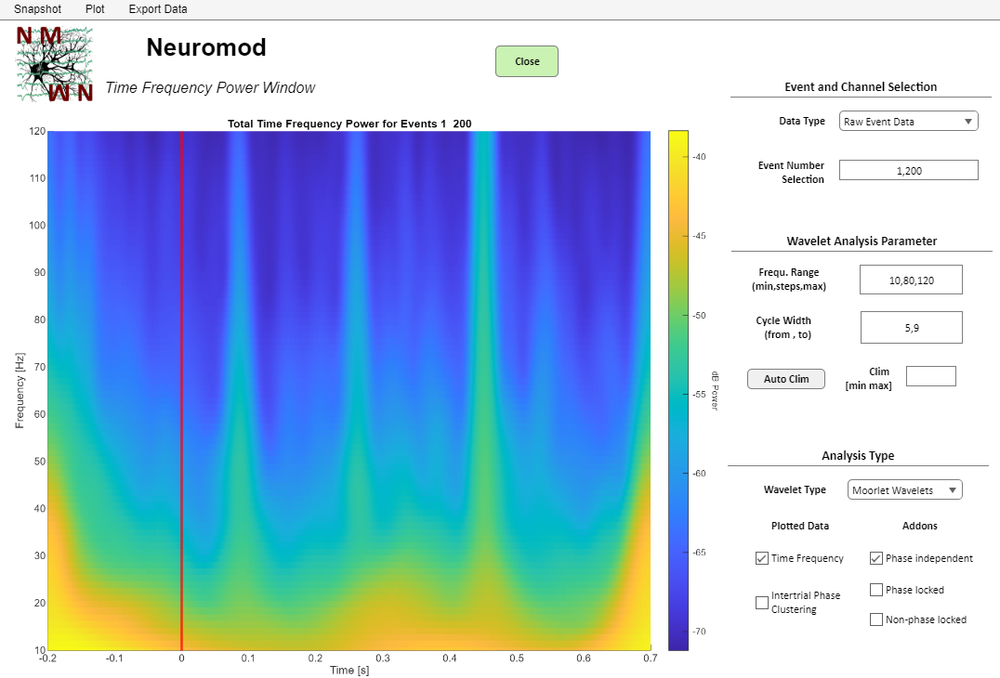 Snapshot Plot Export Data
N M
W N
Neuromod
Time Frequency Power Window
Close
Total Time Frequency Power for Events 1 200
120
110
100
90
80
70
60
50
40
30
20
10
Frequency [Hz]
-0.2 -0.1 0 0.1 0.2 0.3 0.4 0.5 0.6 0.7
Time [s]
-40
-45
-50
-55
-60
-65
-70
dB Power
Event and Channel Selection
Data Type Raw Event Data
Event Number
Selection
1,200
Wavelet Analysis Parameter
Frequ. Range
(min,steps,max)
10,80,120
Cycle Width
(from , to)
5,9
Auto Clim
Clim
[min max]
Analysis Type
Wavelet Type Moorlet Wavelets
Plotted Data Addons
Time Frequency Phase independent
Intertrial Phase
Clustering
Phase locked
Non-phase locked